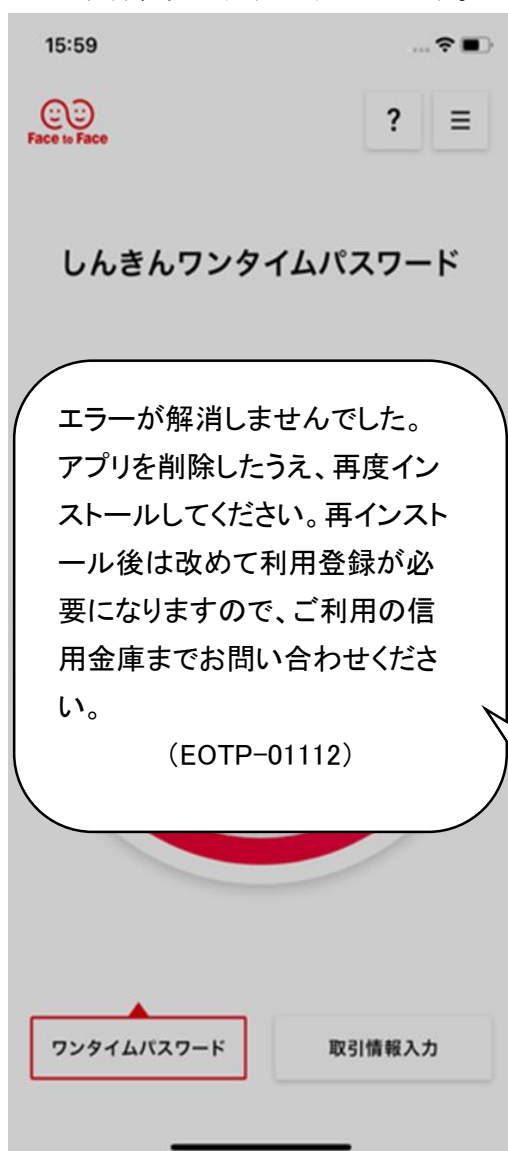 15:59
Face to Face
?
しんきんワンタイムパスワード
エラーが解消しませんでした。
アプリを削除したうえ、再度イン
ストールしてください。再インスト
ール後は改めて利用登録が必
要になりますので、ご利用の信
用金庫までお問い合わせくださ
い。
（EOTP-01112）
ワンタイムパスワード
取引情報入力